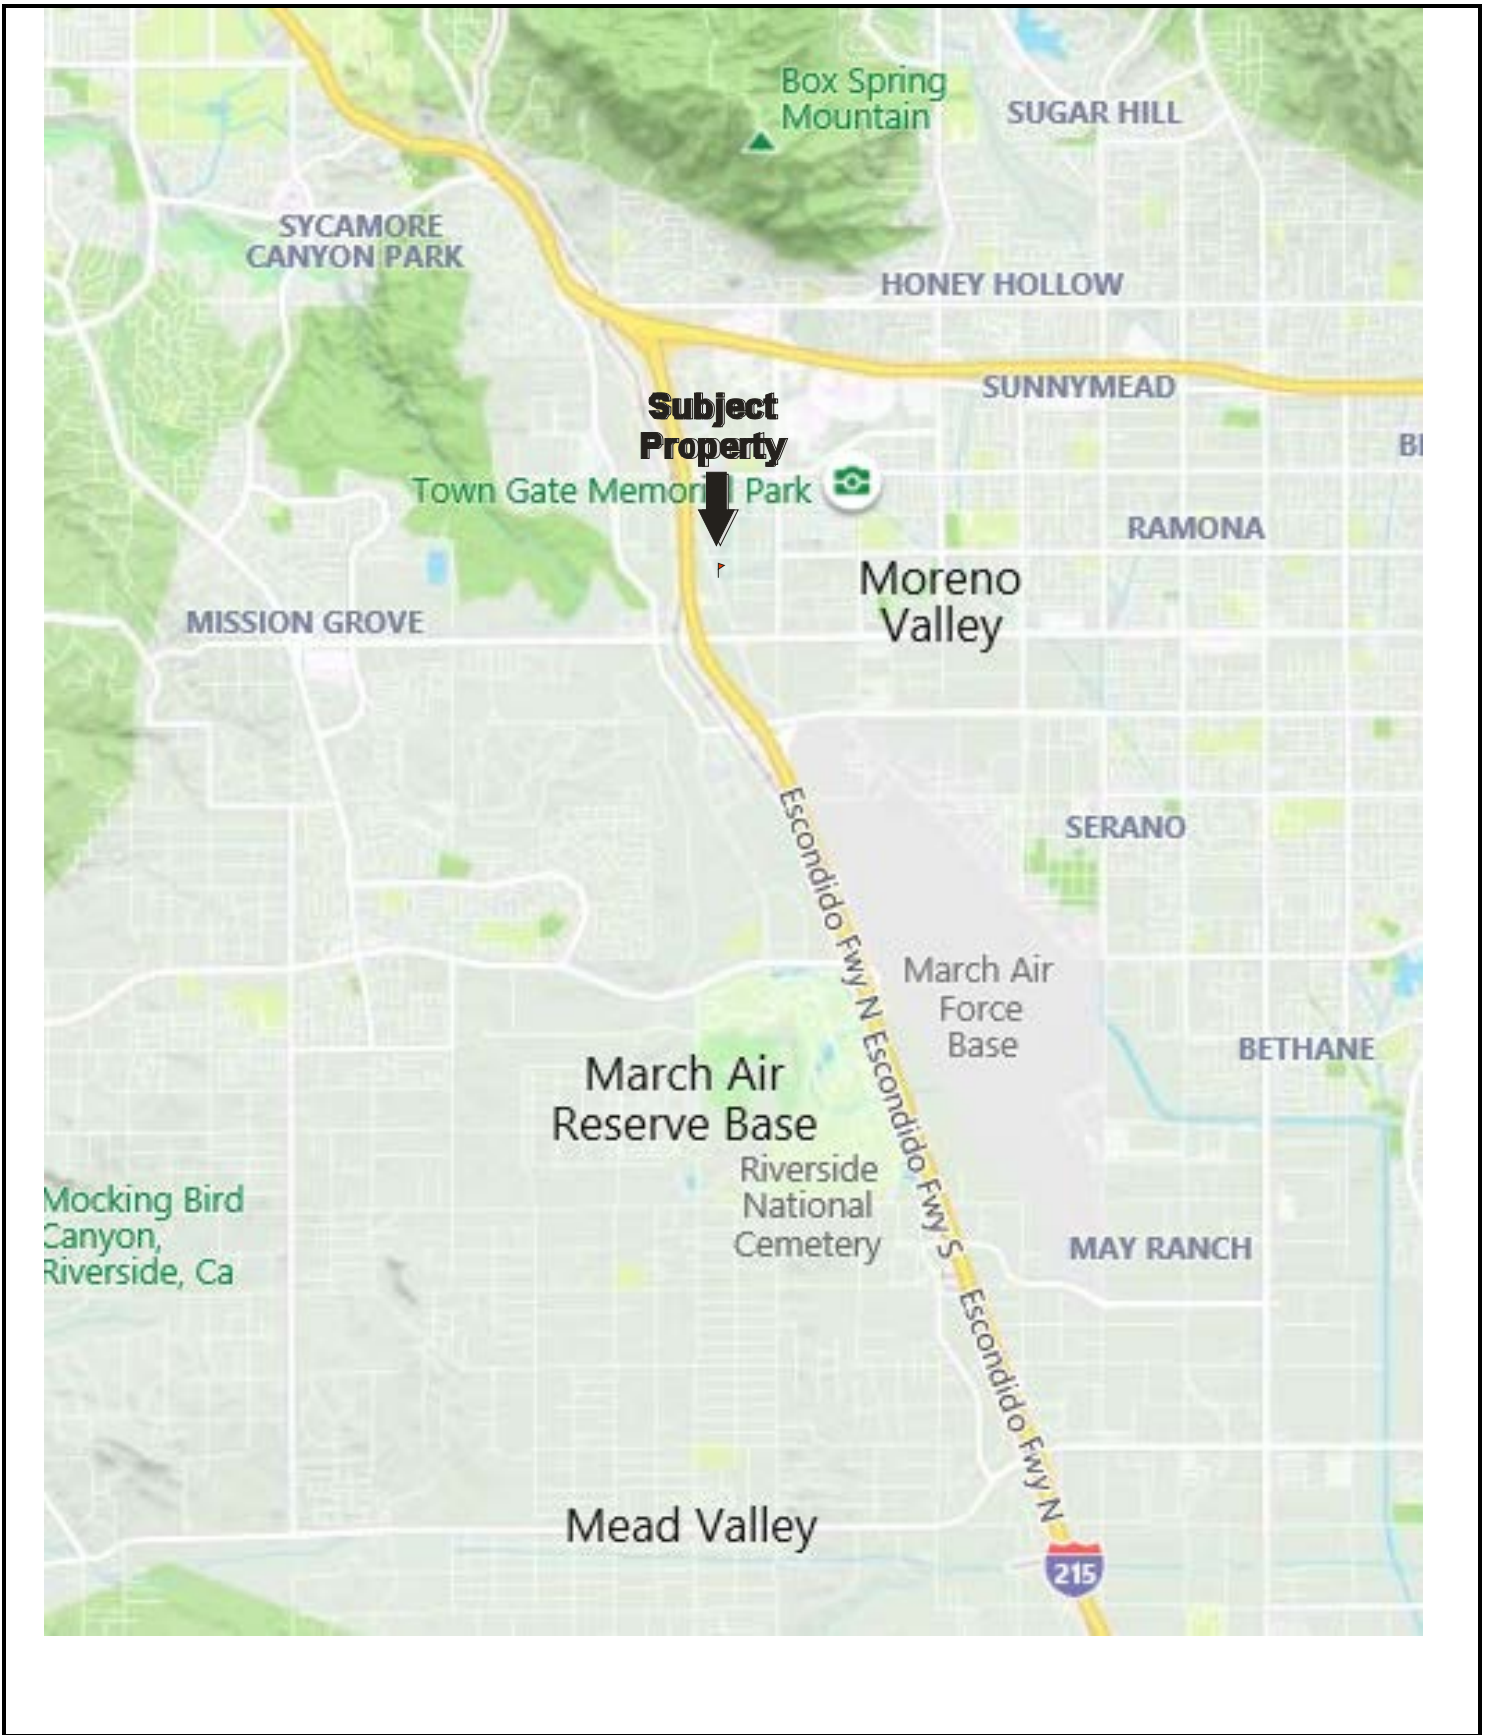 Box Spring
Mountain
SUGAR HILL
SYCAMORE
CANYON PARK
HONEY HOLLOW
SUNNYMEAD
Subject
Property
Town Gate Memorial Park
RAMONA
Moreno
Valley
MISSION GROVE
SERANO
Escondido Fwy N
March Air
Force
Base
BETHANE
March Air
Reserve Base
Escondido Fwy S
Riverside
National
Cemetery
Mocking Bird
Canyon,
Riverside, Ca
MAY RANCH
Escondido Fwy N
Mead Valley
215